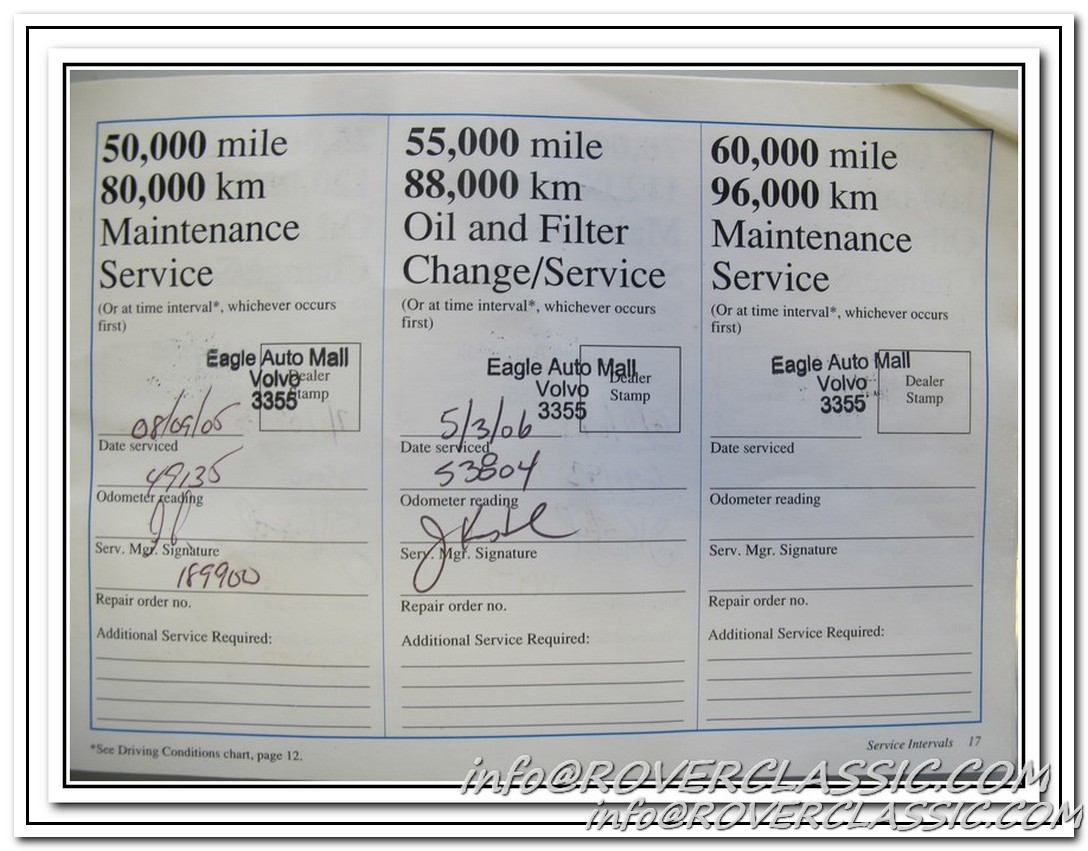 50,000 mile
80,000 km
Maintenance
Service
(Or at time interval*, whichever occurs
first)
Eagle Auto Mall
Volvo
3355
Dealer
Stamp
08/09/05
Date serviced
49135
Odometer reading
Serv. Mgr. Signature
189900
Repair order no.
Additional Service Required:
55,000 mile
88,000 km
Oil and Filter
Change/Service
(Or at time interval*, whichever occurs
first)
Eagle Auto Mall
Volvo
3355
Dealer
Stamp
5/3/06
Date serviced
53804
Odometer reading
Serv. Mgr. Signature
Repair order no.
Additional Service Required:
60,000 mile
96,000 km
Maintenance
Service
(Or at time interval*, whichever occurs
first)
Eagle Auto Mall
Volvo
3355
Dealer
Stamp
Date serviced
Odometer reading
Serv. Mgr. Signature
Repair order no.
Additional Service Required:
*See Driving Conditions chart, page 12.
Service Intervals 17
info@ROVERCLASSIC.COM
info@ROVERCLASSIC.COM